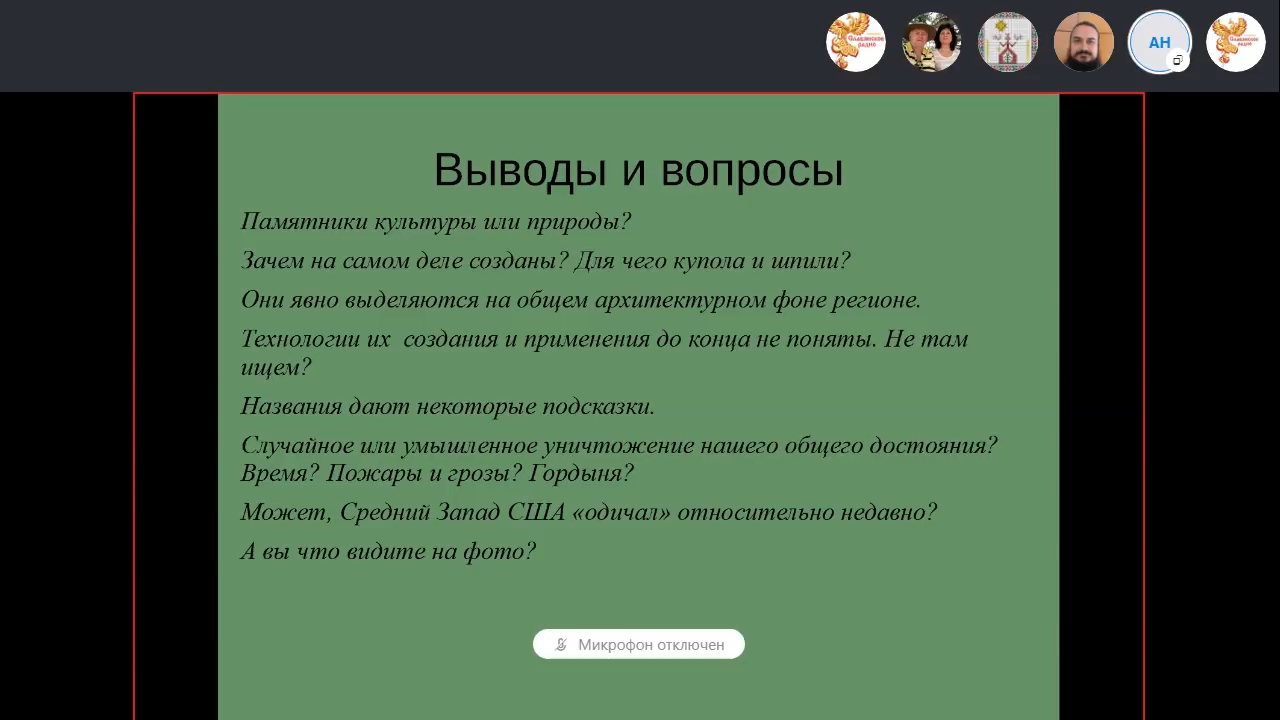 АН
Выводы и вопросы
Памятники культуры или природы?
Зачем на самом деле созданы? Для чего купола и шпили?
Они явно выделяются на общем архитектурном фоне регионе.
Технологии их  создания и применения до конца не поняты. Не там
ищем?
Названия дают некоторые подсказки.
Случайное или умышленное уничтожение нашего общего достояния?
Время? Пожары и грозы? Гордыня?
Может, Средний Запад США «одичал» относительно недавно?
А вы что видите на фото?
Микрофон отключен